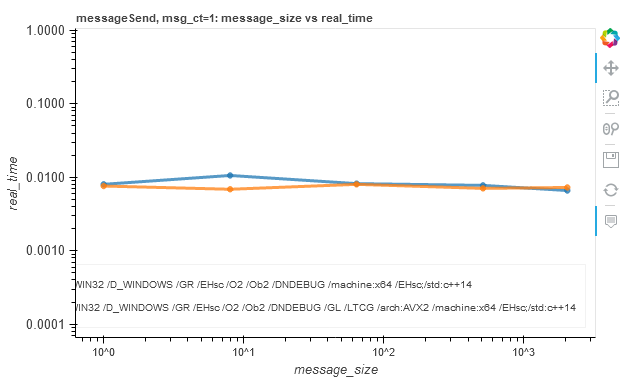 messageSend, msg_ct=1: message_size vs real_time
1.0000
0.1000
0.0100
0.0010
0.0001
real_time
WIN32 /D_WINDOWS /GR /EHsc /O2 /Ob2 /DNDEBUG /machine:x64 /EHsc;/std:c++14
WIN32 /D_WINDOWS /GR /EHsc /O2 /Ob2 /DNDEBUG /GL /LTCG /arch:AVX2 /machine:x64 /EHsc;/std:c++14
10^0 10^1 10^2 10^3
message_size